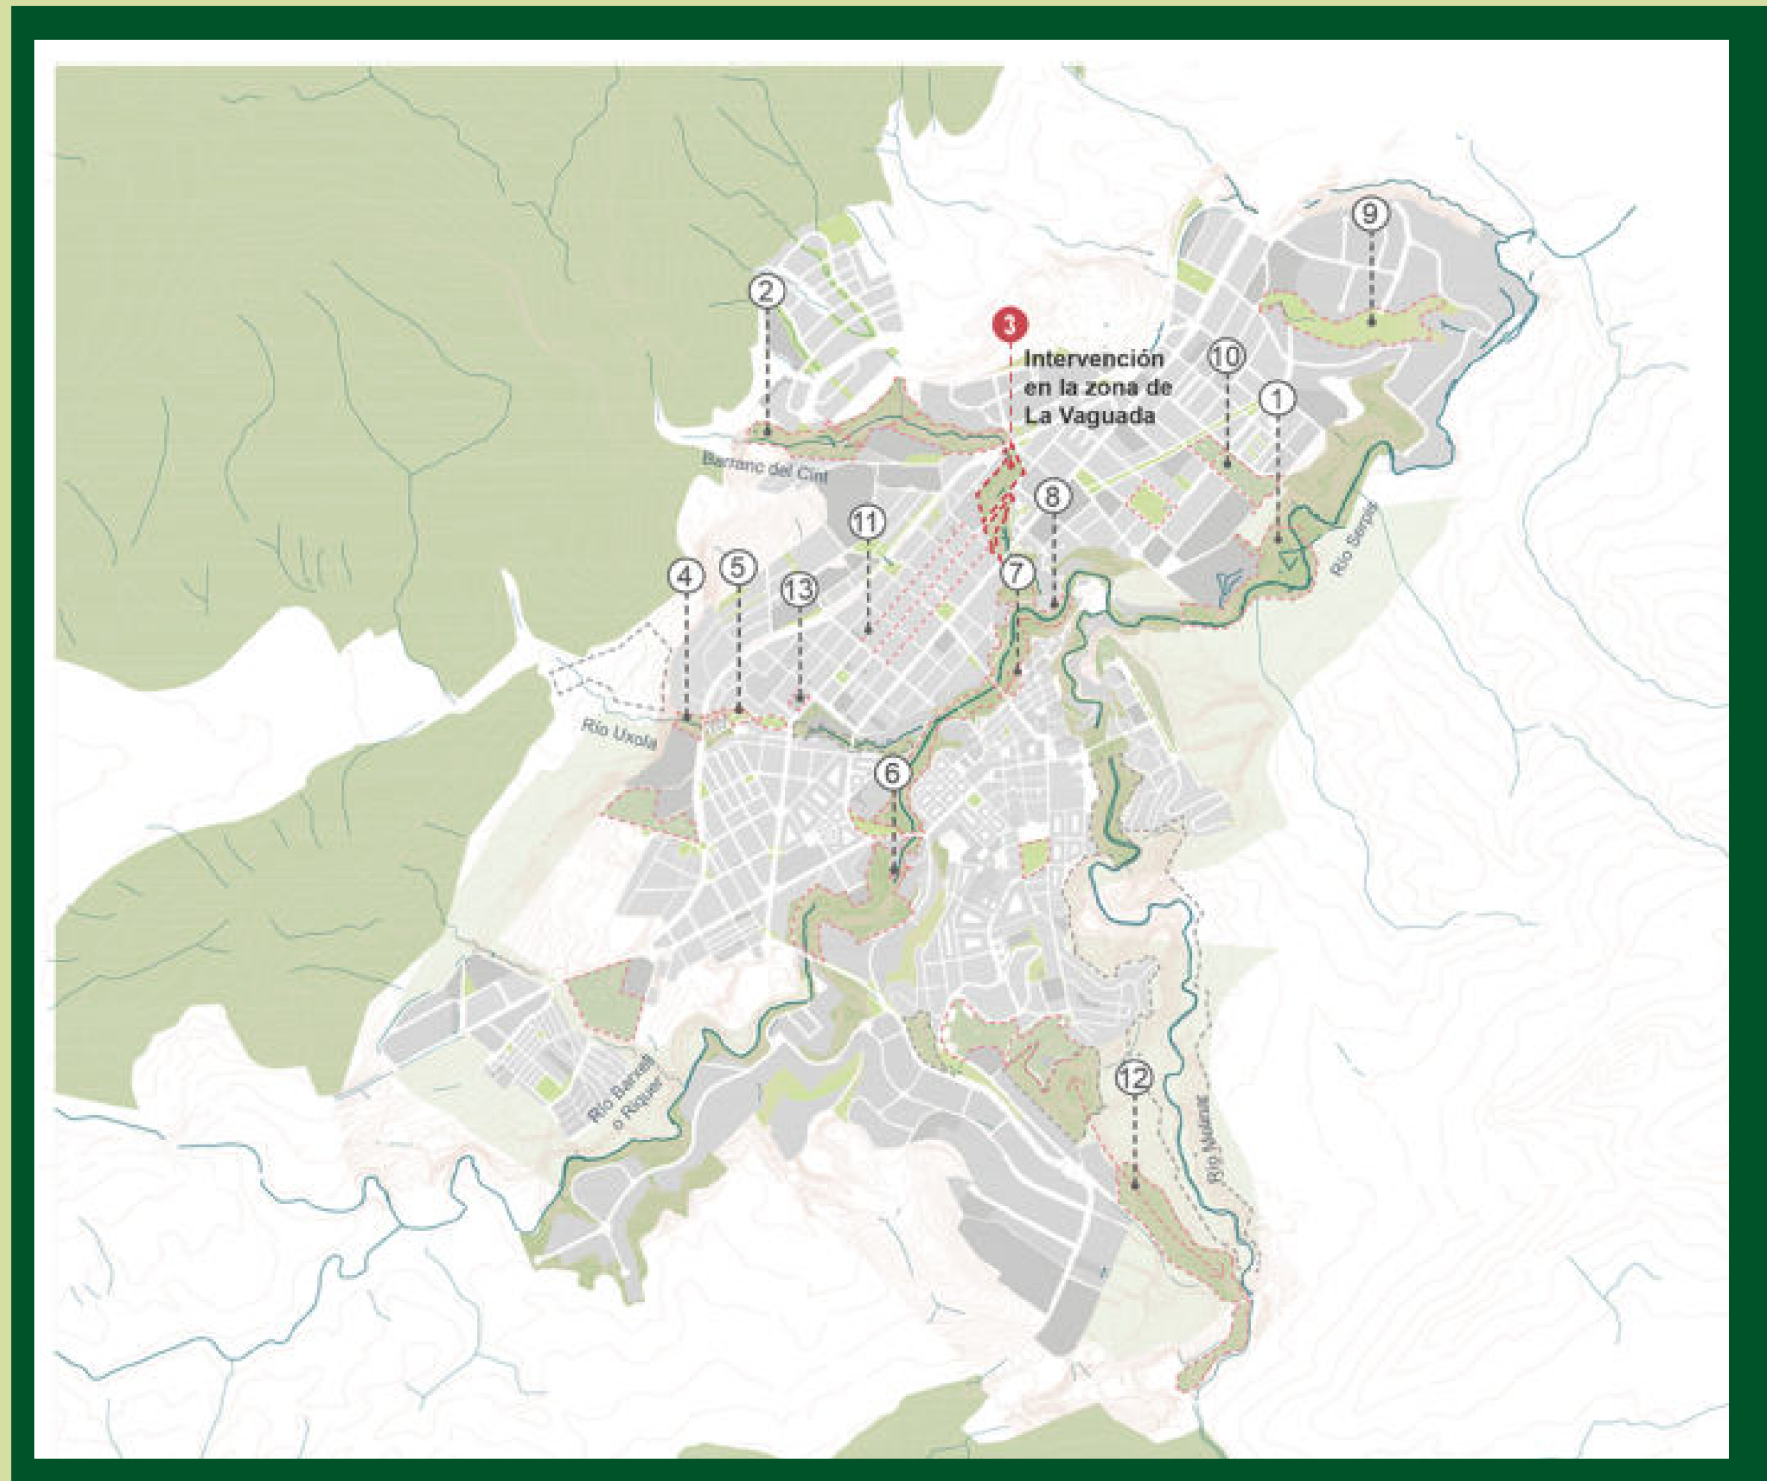 9
2
3
Intervención
en la zona de
La Vaguada
10
1
Barranc del Cint
8
11
Río Serpis
7
4
5
13
Río Uxola
6
Río Barxell
o Riquer
12
Río Molinar